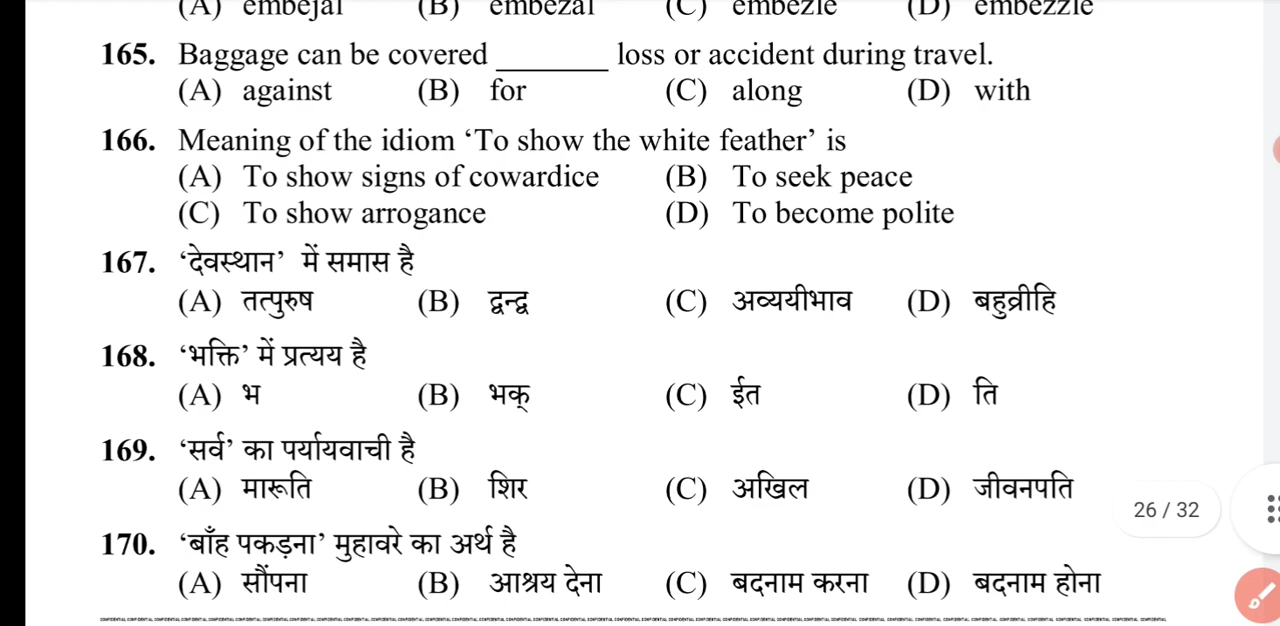 (A) embejal (B) embezal (C) embezle (D) embezzle
165. Baggage can be covered _______ loss or accident during travel.
(A) against (B) for (C) along (D) with
166. Meaning of the idiom ‘To show the white feather’ is
(A) To show signs of cowardice (B) To seek peace
(C) To show arrogance (D) To become polite
167. ‘देवस्थान’ में समास है
(A) तत्पुरुष (B) द्वन्द्व (C) अव्ययीभाव (D) बहुव्रीहि
168. ‘भक्ति’ में प्रत्यय है
(A) भ (B) भक् (C) ईत (D) ति
169. ‘सर्व’ का पर्यायवाची है
(A) मारूति (B) शिर (C) अखिल (D) जीवनपति
26 / 32
170. ‘बाँह पकड़ना’ मुहावरे का अर्थ है
(A) सौंपना (B) आश्रय देना (C) बदनाम करना (D) बदनाम होना